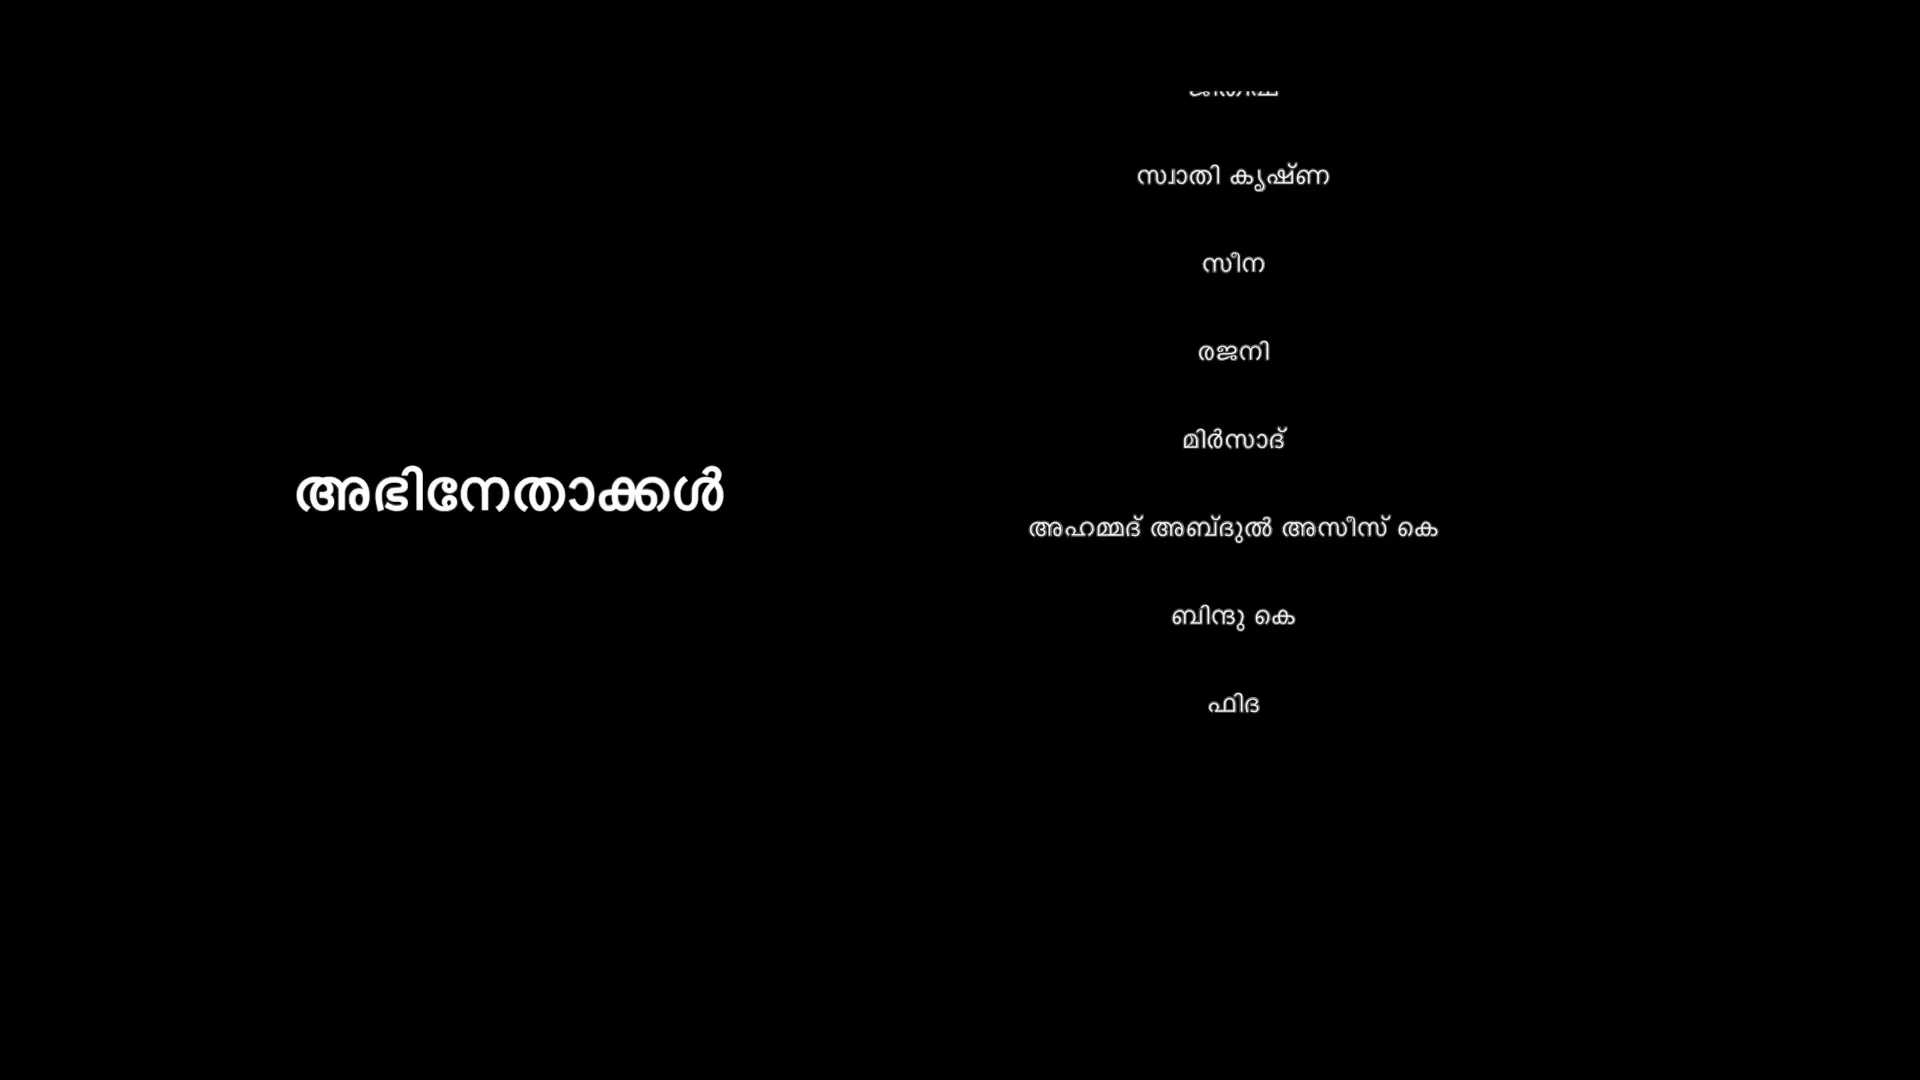 അഭിനേതാക്കൾ
സ്വാതി കൃഷ്ണ
സീന
രജനി
മിർസാദ്
അഹമ്മദ് അബ്ദുൽ അസീസ് കെ
ബിന്ദു കെ
ഫിദ